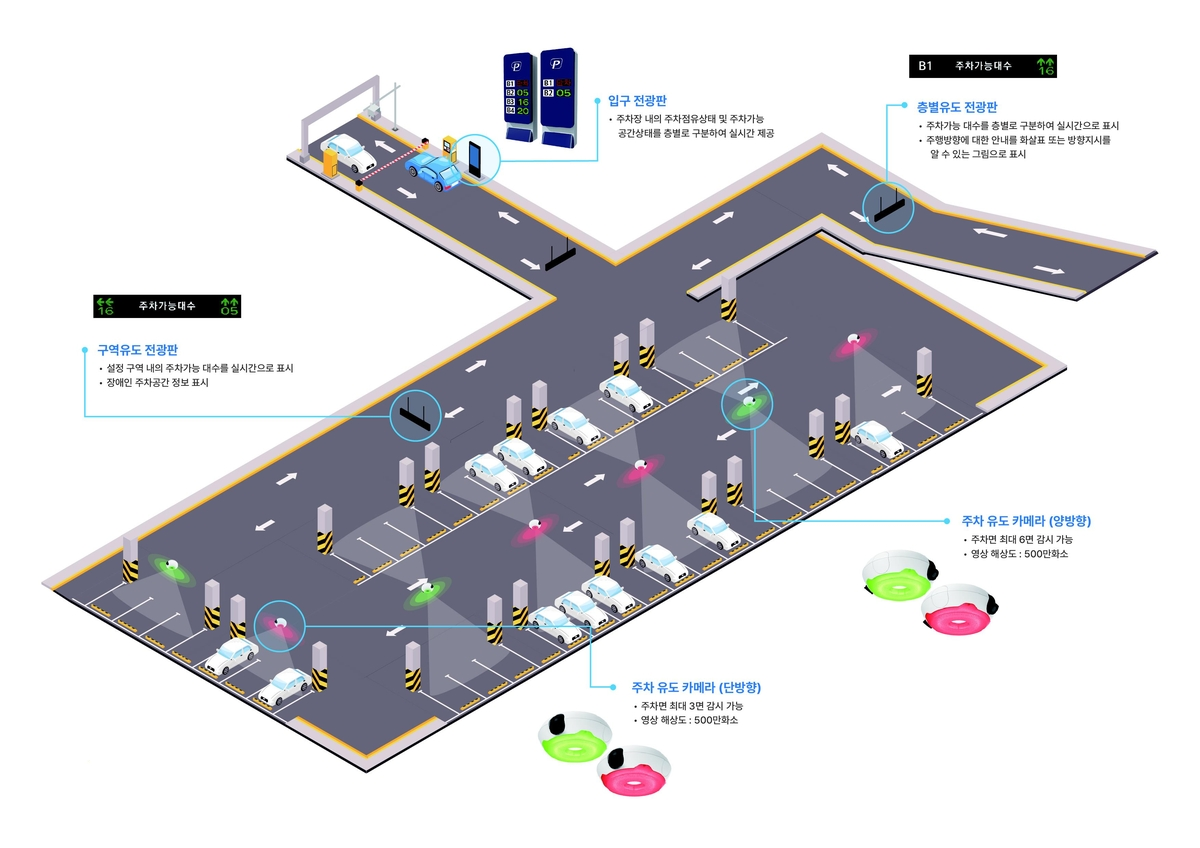 P
B1
B2 05
B3 16
B4 20
P
B1
B2 05
입구 전광판
• 주차장 내의 주차점유상태 및 주차가능
공간상태를 층별로 구분하여 실시간 제공
B1 주차가능대수 16
층별유도 전광판
• 주차가능 대수를 층별로 구분하여 실시간으로 표시
• 주행방향에 대한 안내를 화살표 또는 방향지시를
알 수 있는 그림으로 표시
16 주차가능대수 05
구역유도 전광판
• 설정 구역 내의 주차가능 대수를 실시간으로 표시
• 장애인 주차공간 정보 표시
주차 유도 카메라 (양방향)
• 주차면 최대 6면 감시 가능
• 영상 해상도 : 500만화소
주차 유도 카메라 (단방향)
• 주차면 최대 3면 감시 가능
• 영상 해상도 : 500만화소